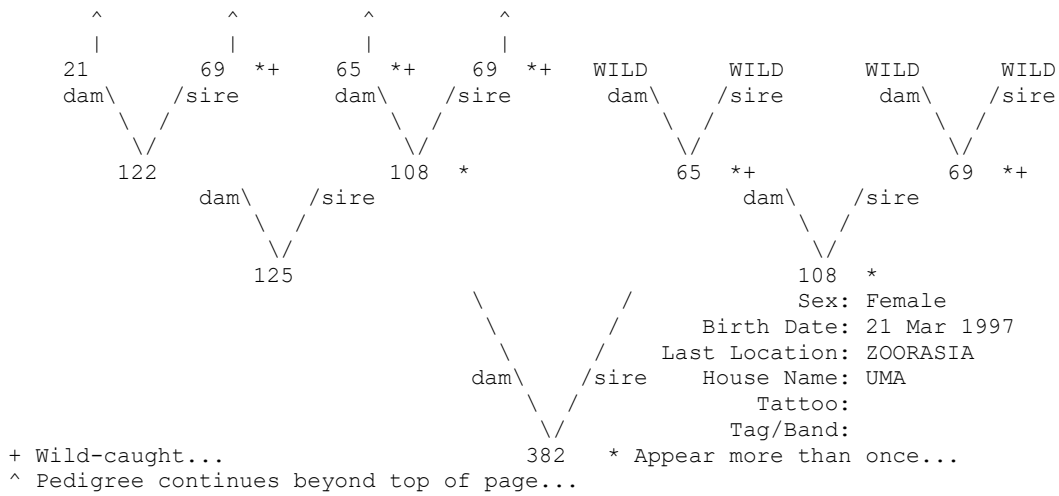 ^ ^ ^ ^
| | | |
21 69 *+ 65 *+ 69 *+ WILD WILD WILD WILD
dam\ /sire dam\ /sire dam\ /sire dam\ /sire
\ / \ / \ / \ /
\/ \/ \/ \/
122 108 * 65 *+ 69 *+
dam\ /sire dam\ /sire
\ / \ /
\/ \/
125 108 *
\ / Sex: Female
\ / Birth Date: 21 Mar 1997
\ / Last Location: ZOORASIA
dam\ /sire House Name: UMA
\ / Tattoo:
\/ Tag/Band:
+ Wild-caught... 382 * Appear more than once...
^ Pedigree continues beyond top of page...